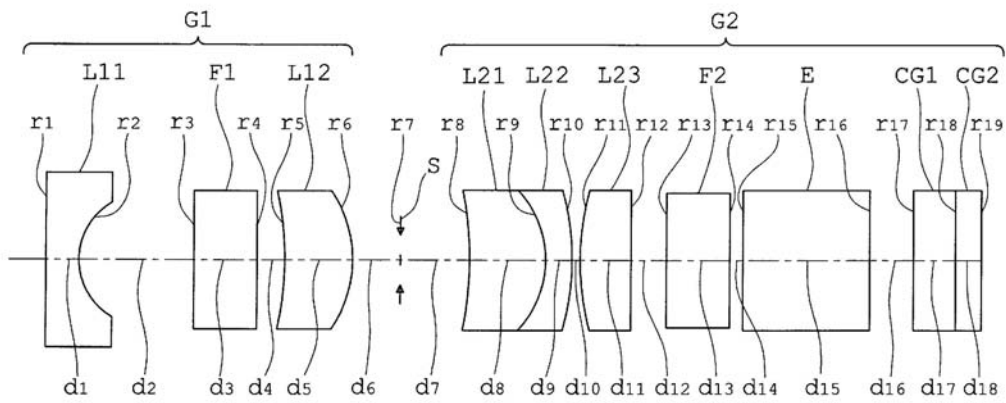 G1 G2
L11 F1 L12 L21 L22 L23 F2 E CG1 CG2
r1 r2 r3 r4 r5 r6 r7 r8 r9 r10 r11 r12 r13 r14 r15 r16 r17 r18 r19
S
d1 d2 d3 d4 d5 d6 d7 d8 d9 d10 d11 d12 d13 d14 d15 d16 d17 d18